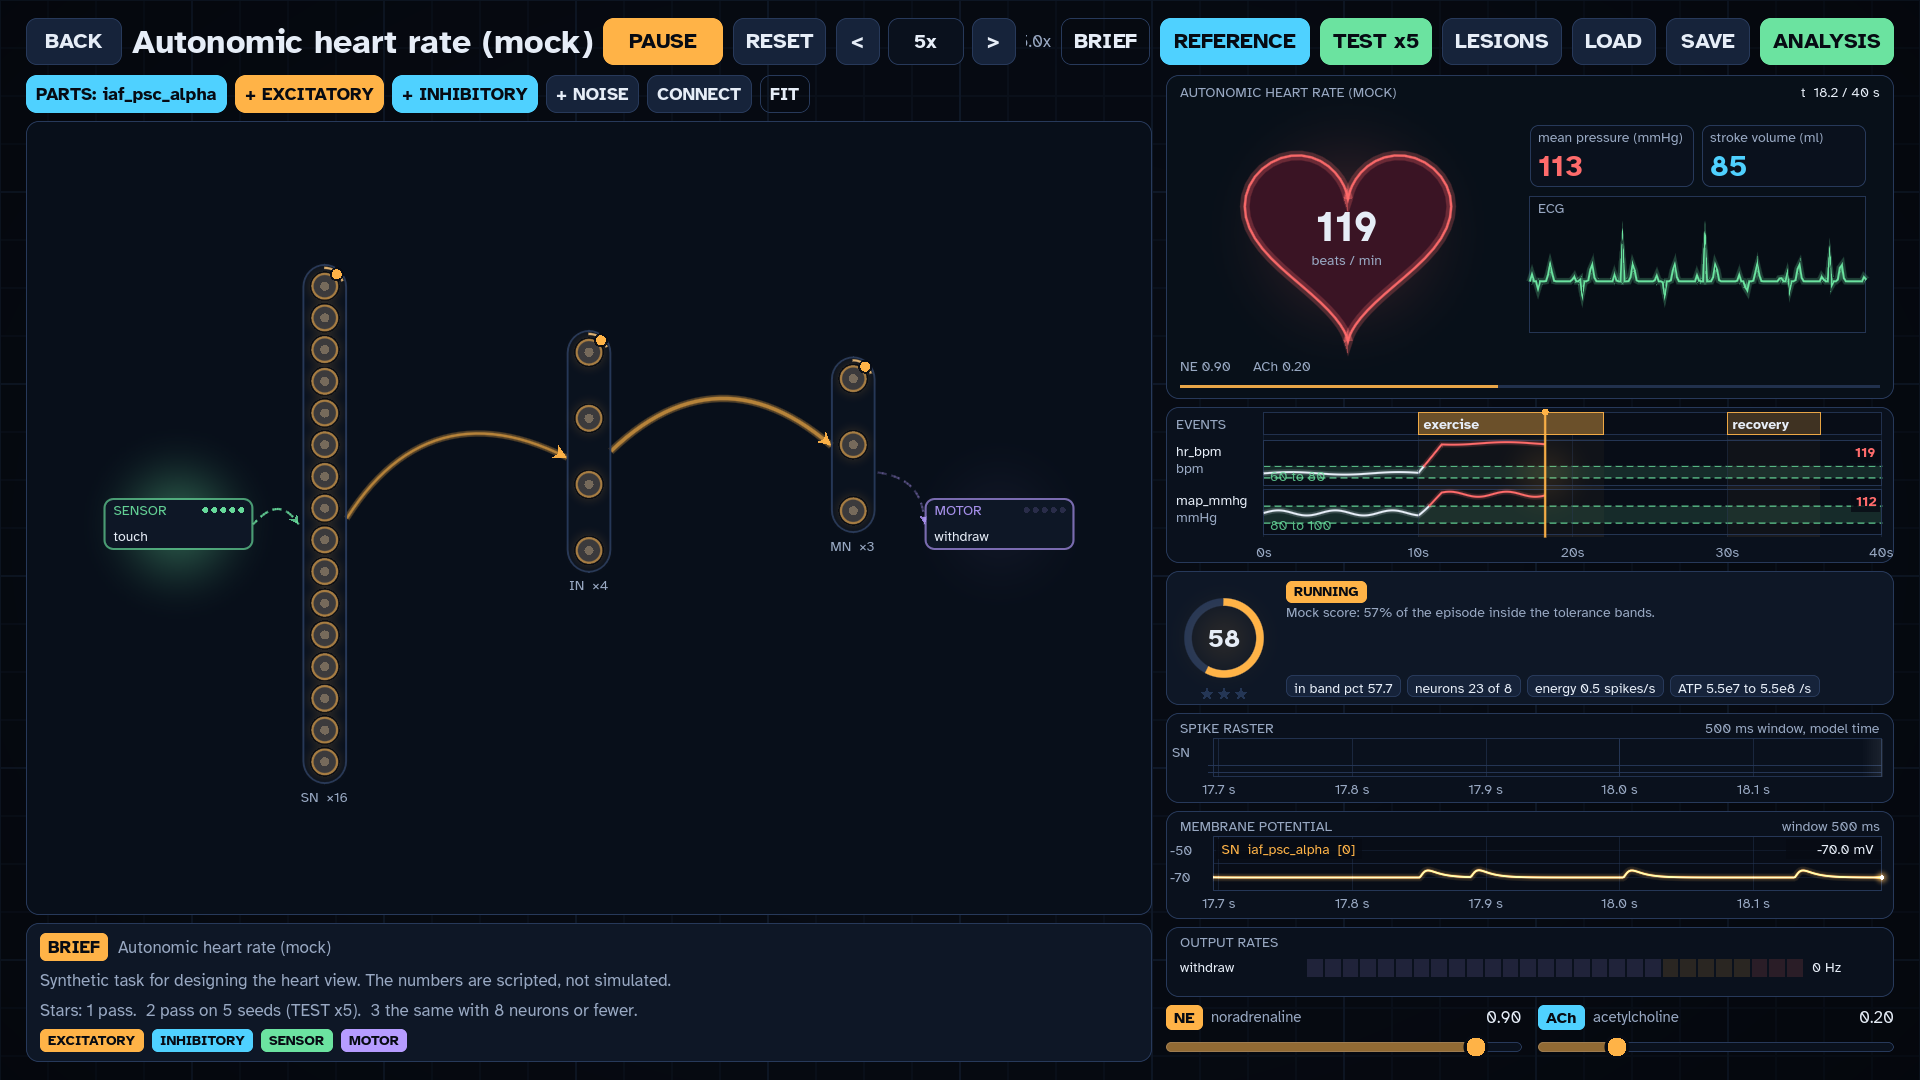 BACK
Autonomic heart rate (mock)
PAUSE
RESET
<
5x
>
BRIEF
REFERENCE
TEST x5
LESIONS
LOAD
SAVE
ANALYSIS
PARTS: iaf_psc_alpha
+ EXCITATORY
+ INHIBITORY
+ NOISE
CONNECT
FIT
SENSOR
touch
SN ×16
IN ×4
MN ×3
MOTOR
withdraw
BRIEF
Autonomic heart rate (mock)
Synthetic task for designing the heart view. The numbers are scripted, not simulated.
Stars: 1 pass. 2 pass on 5 seeds (TEST x5). 3 the same with 8 neurons or fewer.
EXCITATORY
INHIBITORY
SENSOR
MOTOR
AUTONOMIC HEART RATE (MOCK)
t 18.2 / 40 s
119
beats / min
mean pressure (mmHg)
113
stroke volume (ml)
85
ECG
NE 0.90
ACh 0.20
EVENTS
exercise
recovery
hr_bpm
bpm
60 to 80
119
map_mmhg
mmHg
80 to 100
112
0s
10s
20s
30s
40s
58
RUNNING
Mock score: 57% of the episode inside the tolerance bands.
in band pct 57.7
neurons 23 of 8
energy 0.5 spikes/s
ATP 5.5e7 to 5.5e8 /s
SPIKE RASTER
500 ms window, model time
SN
17.7 s
17.8 s
17.9 s
18.0 s
18.1 s
MEMBRANE POTENTIAL
window 500 ms
-50
SN iaf_psc_alpha [0]
-70.0 mV
-70
17.7 s
17.8 s
17.9 s
18.0 s
18.1 s
OUTPUT RATES
withdraw
0 Hz
NE
noradrenaline
0.90
ACh
acetylcholine
0.20